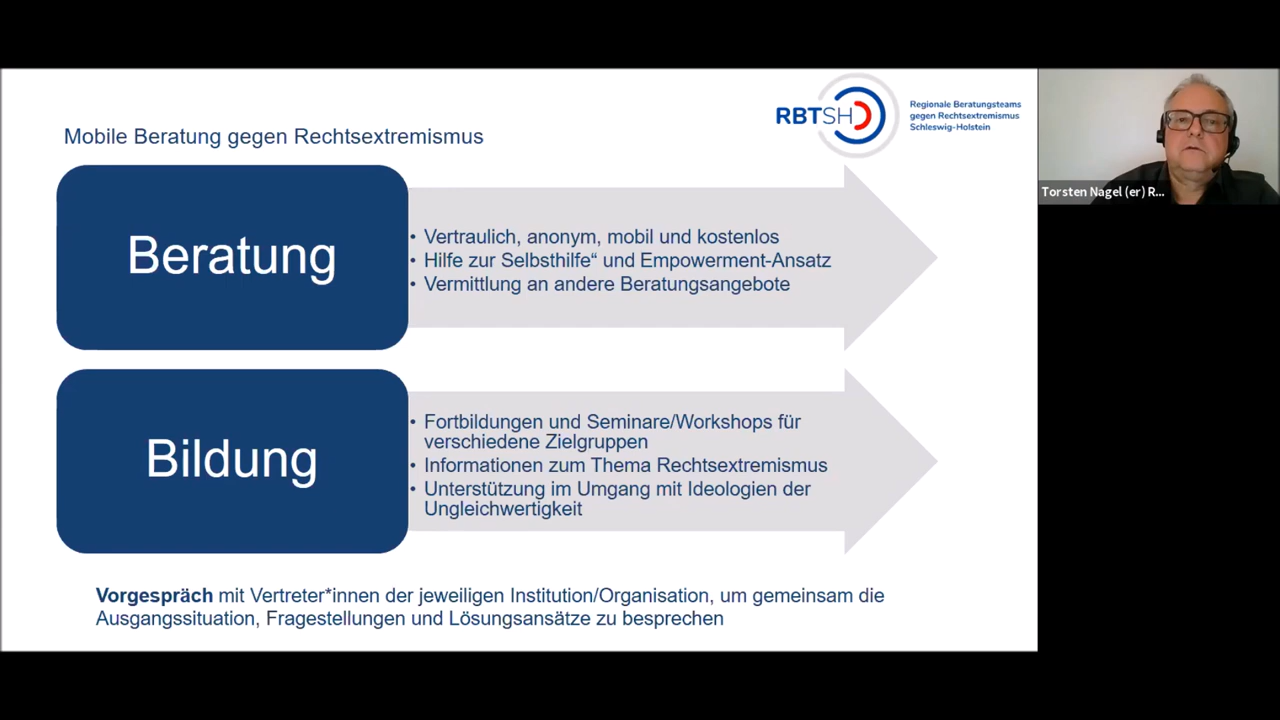 Mobile Beratung gegen Rechtsextremismus
RBTSH
Regionale Beratungsteams
gegen Rechtsextremismus
Schleswig-Holstein
Beratung
• Vertraulich, anonym, mobil und kostenlos
• Hilfe zur Selbsthilfe“ und Empowerment-Ansatz
• Vermittlung an andere Beratungsangebote
Bildung
• Fortbildungen und Seminare/Workshops für
verschiedene Zielgruppen
• Informationen zum Thema Rechtsextremismus
• Unterstützung im Umgang mit Ideologien der
Ungleichwertigkeit
Vorgespräch mit Vertreter*innen der jeweiligen Institution/Organisation, um gemeinsam die
Ausgangssituation, Fragestellungen und Lösungsansätze zu besprechen
Torsten Nagel (er) R...